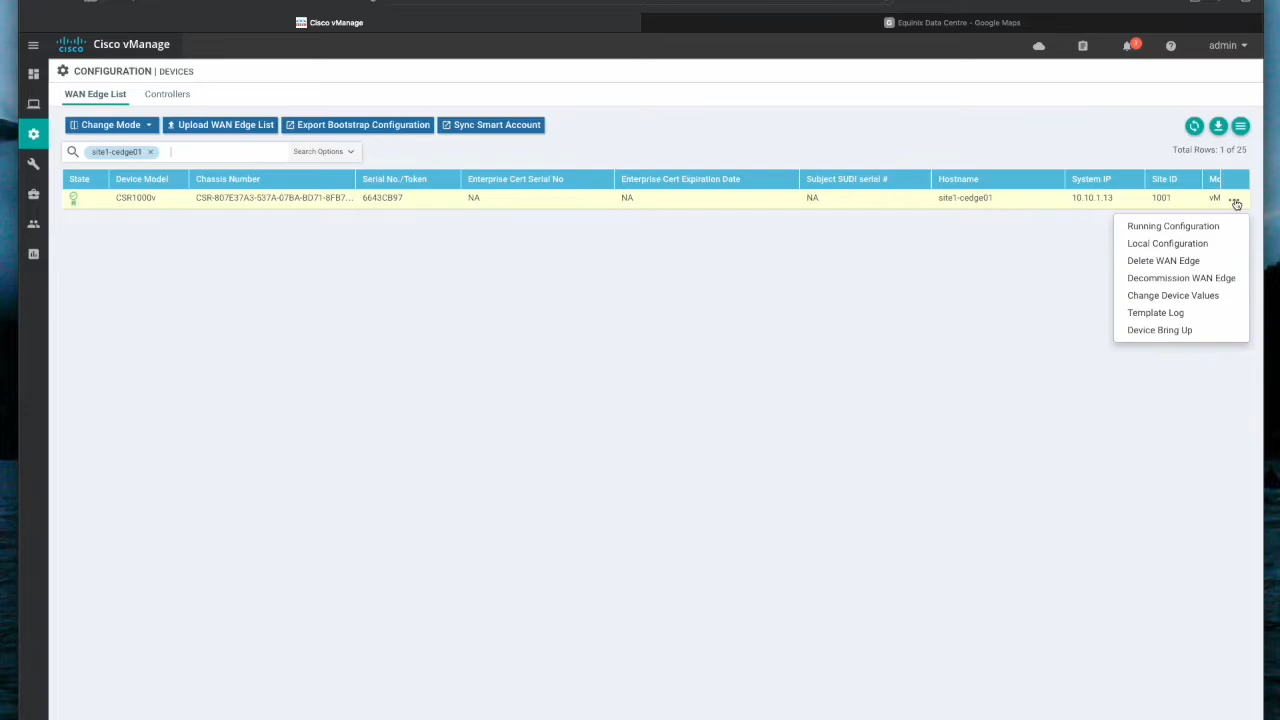 Cisco vManage
Equinix Data Centre - Google Maps
CISCO Cisco vManage
1
admin
CONFIGURATION | DEVICES
WAN Edge List Controllers
Change Mode Upload WAN Edge List Export Bootstrap Configuration Sync Smart Account
site1-cedge01 × Search Options
Total Rows: 1 of 25
State Device Model Chassis Number Serial No./Token Enterprise Cert Serial No Enterprise Cert Expiration Date Subject SUDI serial # Hostname System IP Site ID Mo
CSR1000v CSR-807E37A3-537A-07BA-BD71-8FB7... 6643CB97 NA NA NA site1-cedge01 10.10.1.13 1001 vM
Running Configuration
Local Configuration
Delete WAN Edge
Decommission WAN Edge
Change Device Values
Template Log
Device Bring Up